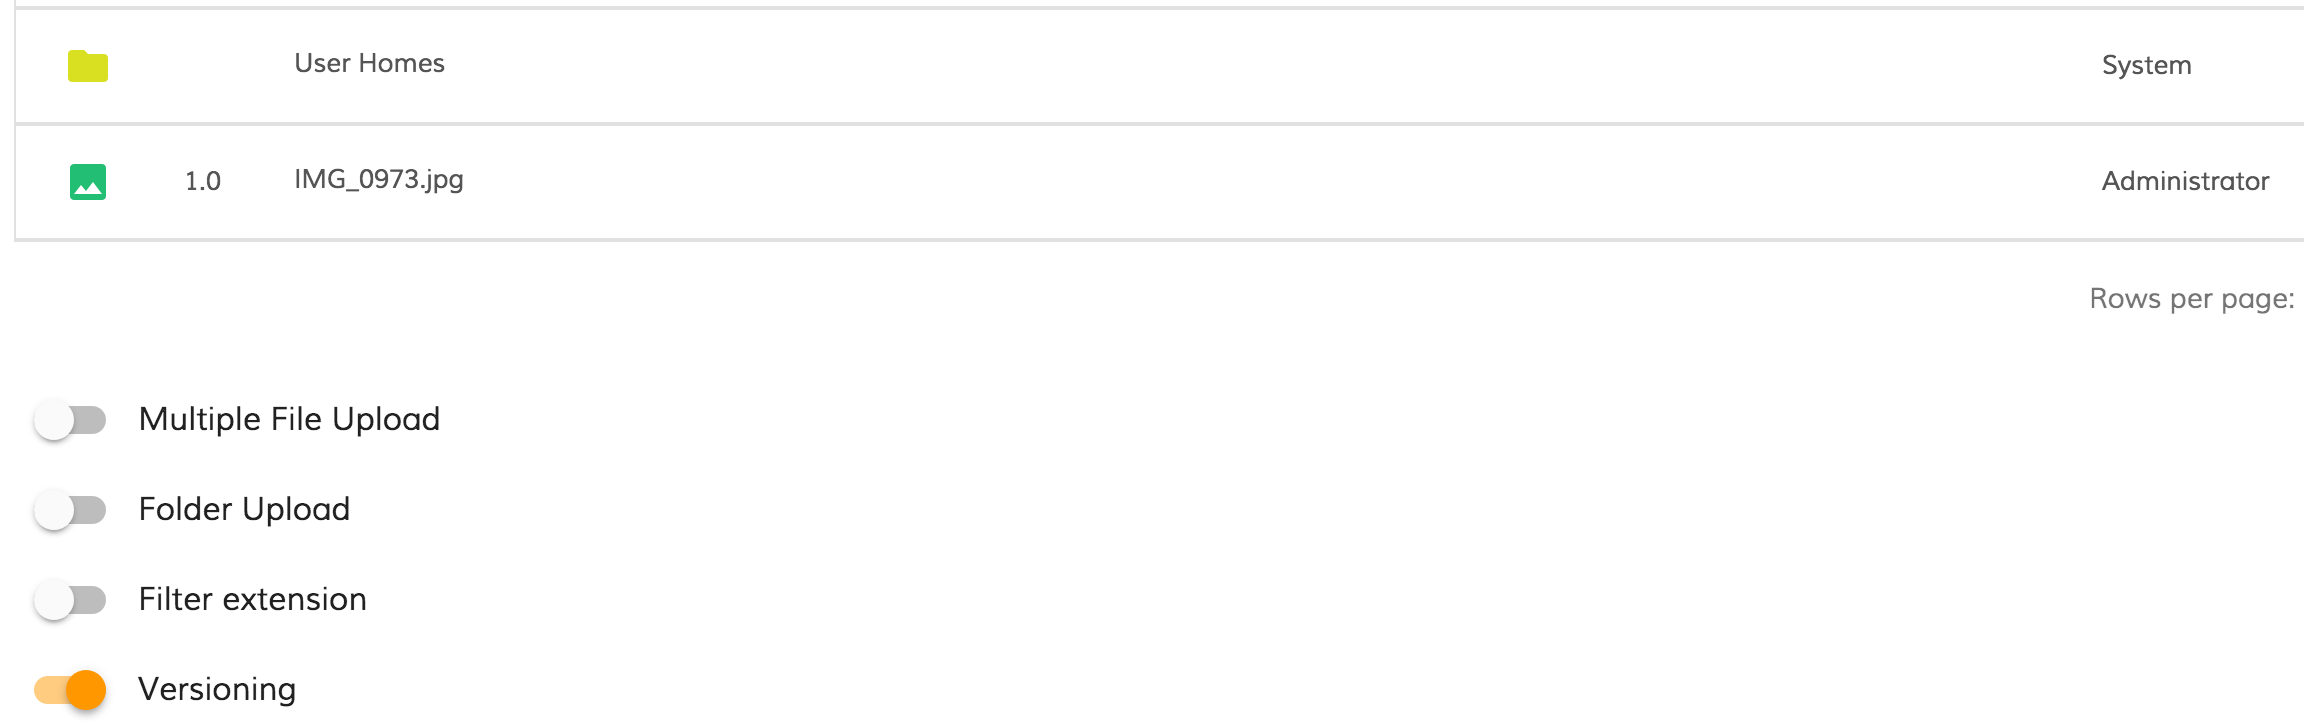 User Homes System
1.0 IMG_0973.jpg Administrator
Rows per page:
Multiple File Upload
Folder Upload
Filter extension
Versioning